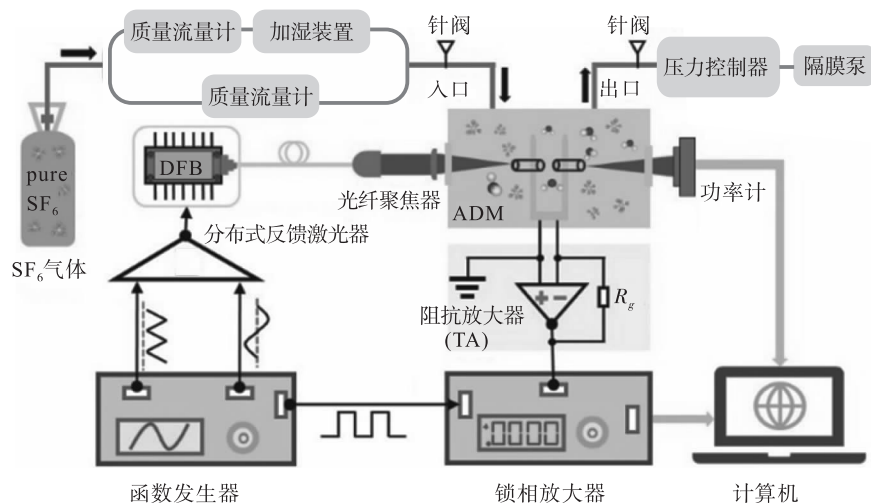 质量流量计
加湿装置
质量流量计
针阀
入口
针阀
出口
压力控制器
隔膜泵
pure
SF₆
SF₆气体
DFB
分布式反馈激光器
光纤聚焦器
ADM
功率计
阻抗放大器
(TA)
+ −
R_g
+0000
+
函数发生器
锁相放大器
计算机